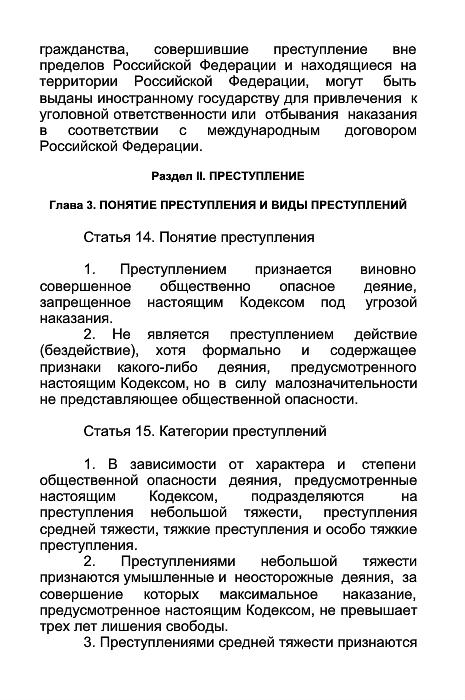 гражданства, совершившие преступление вне
пределов Российской Федерации и находящиеся на
территории Российской Федерации, могут быть
выданы иностранному государству для привлечения к
уголовной ответственности или отбывания наказания
в соответствии с международным договором
Российской Федерации.
Раздел II. ПРЕСТУПЛЕНИЕ
Глава 3. ПОНЯТИЕ ПРЕСТУПЛЕНИЯ И ВИДЫ ПРЕСТУПЛЕНИЙ
Статья 14. Понятие преступления
1. Преступлением признается виновно
совершенное общественно опасное деяние,
запрещенное настоящим Кодексом под угрозой
наказания.
2. Не является преступлением действие
(бездействие), хотя формально и содержащее
признаки какого-либо деяния, предусмотренного
настоящим Кодексом, но в силу малозначительности
не представляющее общественной опасности.
Статья 15. Категории преступлений
1. В зависимости от характера и степени
общественной опасности деяния, предусмотренные
настоящим Кодексом, подразделяются на
преступления небольшой тяжести, преступления
средней тяжести, тяжкие преступления и особо тяжкие
преступления.
2. Преступлениями небольшой тяжести
признаются умышленные и неосторожные деяния, за
совершение которых максимальное наказание,
предусмотренное настоящим Кодексом, не превышает
трех лет лишения свободы.
3. Преступлениями средней тяжести признаются